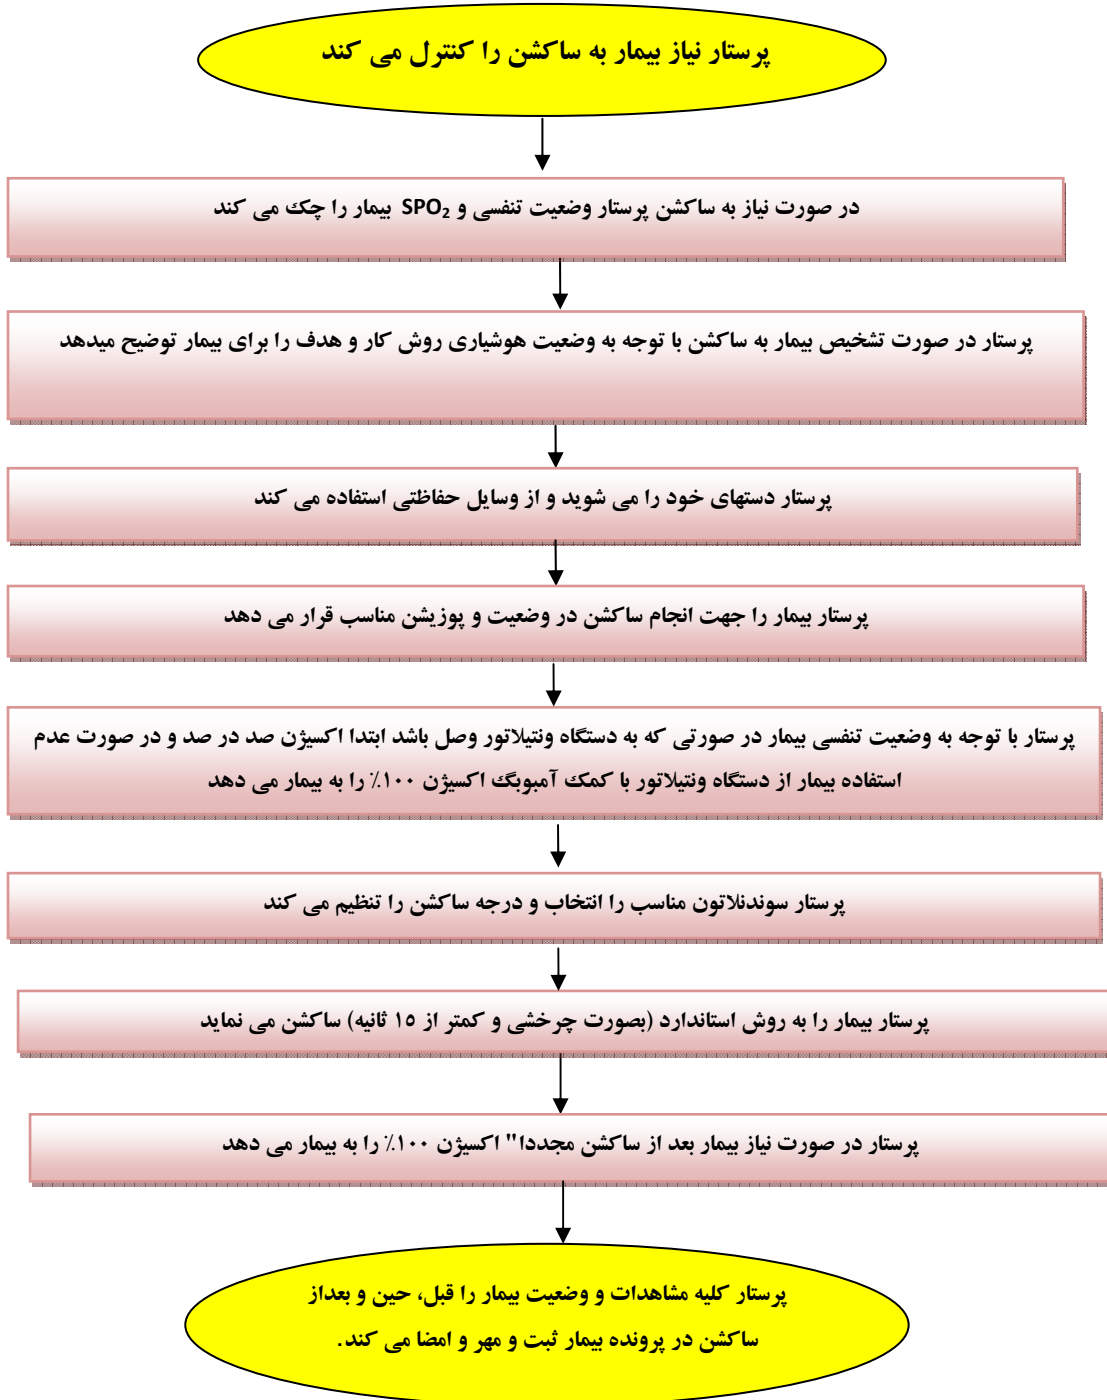 پرستار نیاز بیمار به ساکشن را کنترل می کند
در صورت نیاز به ساکشن پرستار وضعیت تنفسی و SPO₂ بیمار را چک می کند
پرستار در صورت تشخیص بیمار به ساکشن با توجه به وضعیت هوشیاری روش کار و هدف را برای بیمار توضیح میدهد
پرستار دستهای خود را می شوید و از وسایل حفاظتی استفاده می کند
پرستار بیمار را جهت انجام ساکشن در وضعیت و پوزیشن مناسب قرار می دهد
پرستار با توجه به وضعیت تنفسی بیمار در صورتی که به دستگاه ونتیلاتور وصل باشد ابتدا اکسیژن صد در صد و در صورت عدم
استفاده بیمار از دستگاه ونتیلاتور با کمک آمبوبگ اکسیژن ۱۰۰٪ را به بیمار می دهد
پرستار سوندنلاتون مناسب را انتخاب و درجه ساکشن را تنظیم می کند
پرستار بیمار را به روش استاندارد (بصورت چرخشی و کمتر از ۱۵ ثانیه) ساکشن می نماید
پرستار در صورت نیاز بیمار بعد از ساکشن مجددا" اکسیژن ۱۰۰٪ را به بیمار می دهد
پرستار کلیه مشاهدات و وضعیت بیمار را قبل، حین و بعداز
ساکشن در پرونده بیمار ثبت و مهر و امضا می کند.